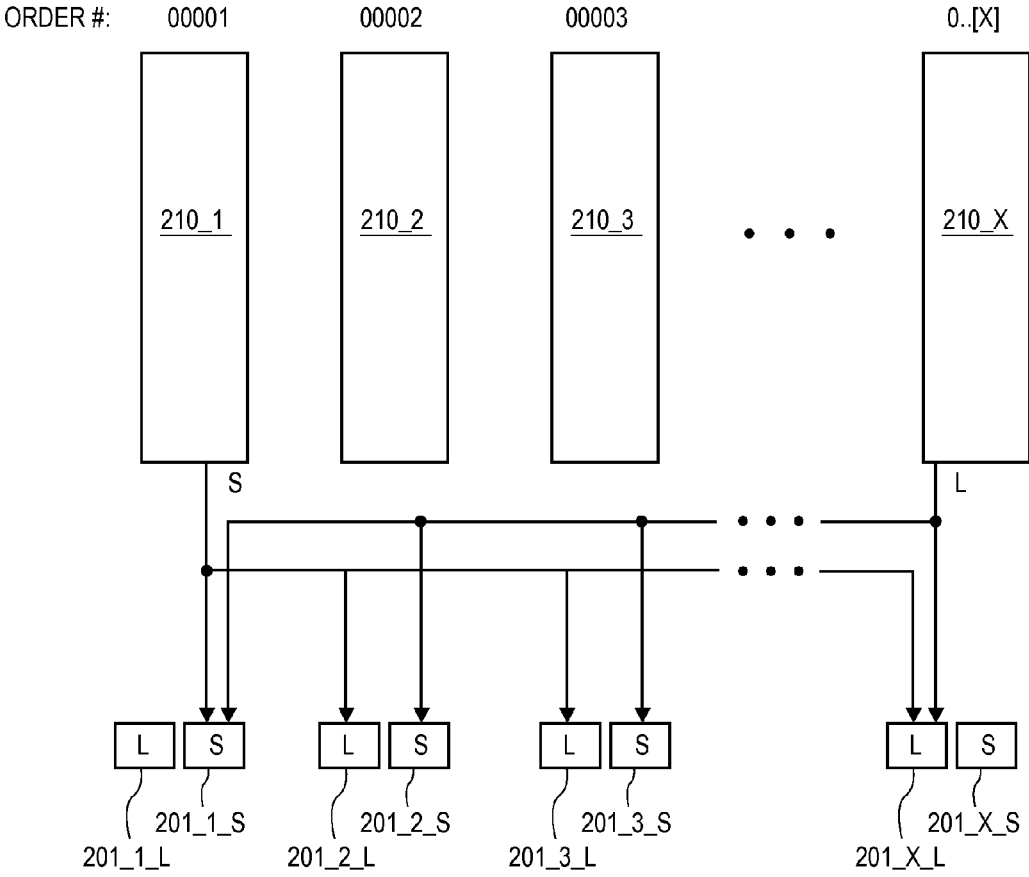 ORDER #: 00001 00002 00003 0..[X]
210_1 210_2 210_3 210_X
S L
L S L S L S L S
201_1_S 201_2_S 201_3_S 201_X_S
201_1_L 201_2_L 201_3_L 201_X_L